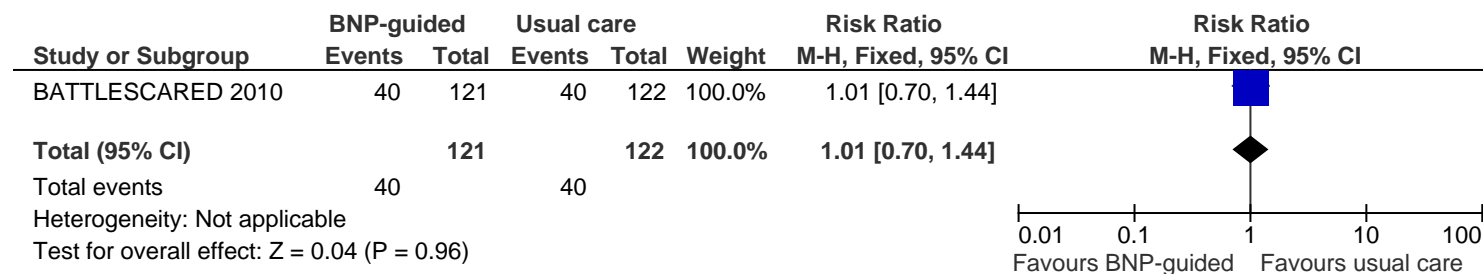 BNP-guided Usual care Risk Ratio Risk Ratio
Study or Subgroup Events Total Events Total Weight M-H, Fixed, 95% CI M-H, Fixed, 95% CI
BATTLESCARED 2010 40 121 40 122 100.0% 1.01 [0.70, 1.44]
Total (95% CI) 121 122 100.0% 1.01 [0.70, 1.44]
Total events 40 40
Heterogeneity: Not applicable
Test for overall effect: Z = 0.04 (P = 0.96)
0.01 0.1 1 10 100
Favours BNP-guided Favours usual care